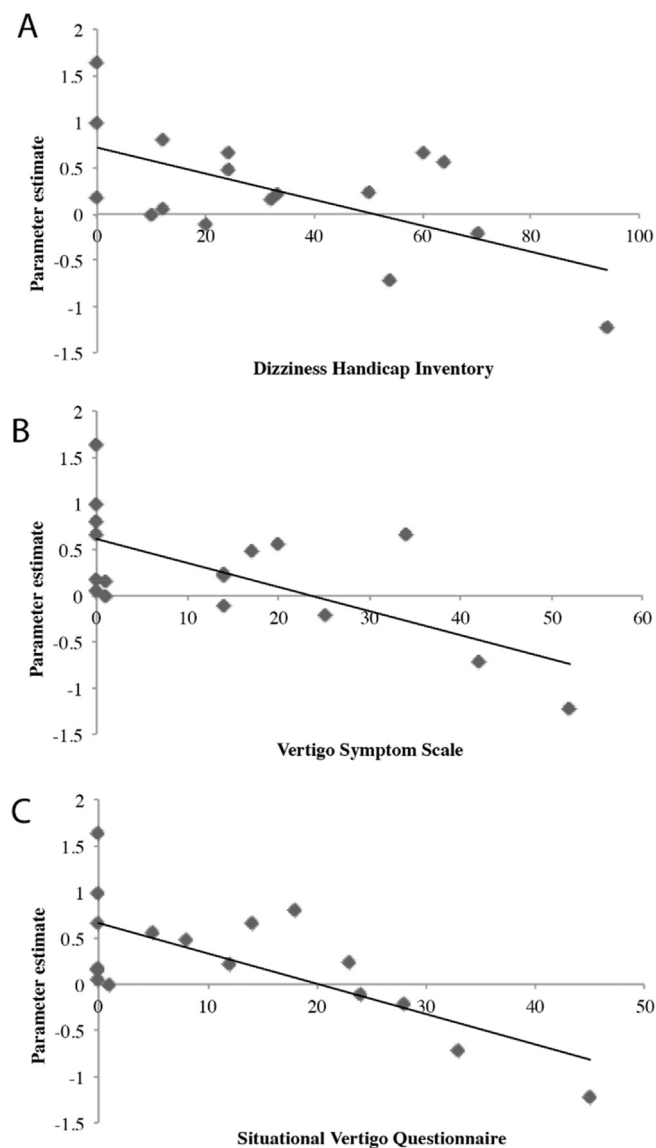 A
2
1.5
1
0.5
0
-0.5
-1
-1.5
0 20 40 60 80 100
Parameter estimate
Dizziness Handicap Inventory
B
2
1.5
1
0.5
0
-0.5
-1
-1.5
0 10 20 30 40 50 60
Parameter estimate
Vertigo Symptom Scale
C
2
1.5
1
0.5
0
-0.5
-1
-1.5
0 10 20 30 40 50
Parameter estimate
Situational Vertigo Questionnaire